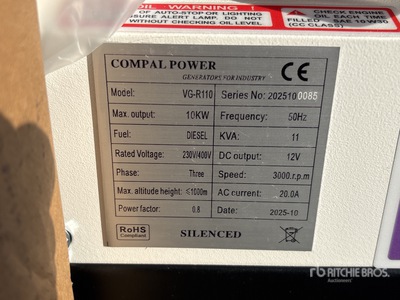 OIL WARNING
OF AUTO-STOP OR LIGHTING
SSURE ALERT LAMP. DO NOT
WITHOUT CHECKING OIL LEVEL
CHECK ENGINE
OIL EACH TIME
FILLED SAE 10W30
(CC CLASS)
COMPAL POWER
GENERATORS FOR INDUSTRY
CE
Model: VG-R110 Series No: 2025100085
Max. output: 10KW Frequency: 50Hz
Fuel: DIESEL KVA: 11
Rated Voltage: 230V/400V DC output: 12V
Phase: Three Speed: 3000.r.p.m
Max. altitude height: ≤1000m AC current: 20.0A
Power factor: 0.8 Date: 2025-10
RoHS
Compliant
SILENCED
rb RITCHIE BROS.
Auctioneers